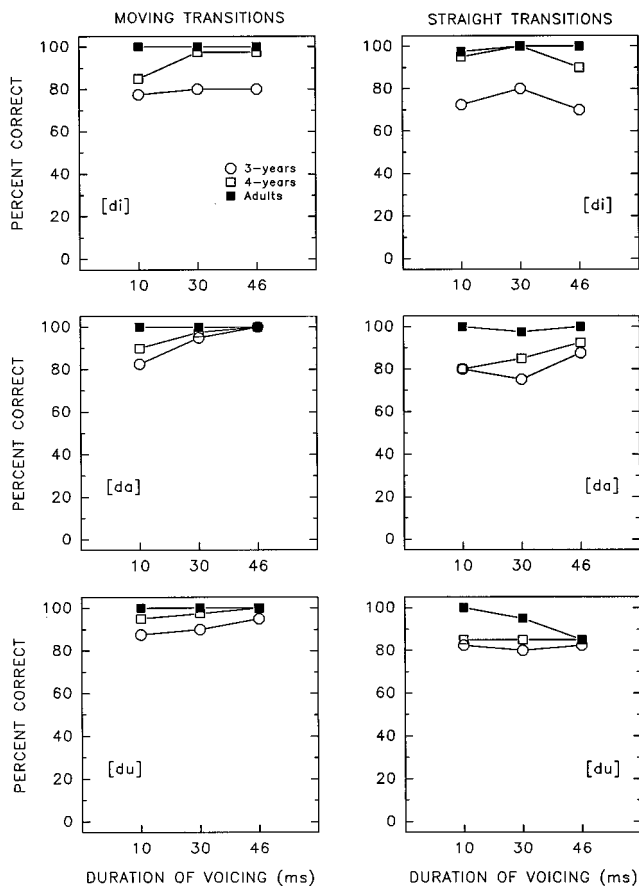 MOVING TRANSITIONS
STRAIGHT TRANSITIONS
PERCENT CORRECT
100
80
60
40
20
0
[di]
3-years
4-years
Adults
10 30 46
100
80
60
40
20
0
[di]
10 30 46
PERCENT CORRECT
100
80
60
40
20
0
[da]
10 30 46
100
80
60
40
20
0
[da]
10 30 46
PERCENT CORRECT
100
80
60
40
20
0
[du]
10 30 46
DURATION OF VOICING (ms)
100
80
60
40
20
0
[du]
10 30 46
DURATION OF VOICING (ms)